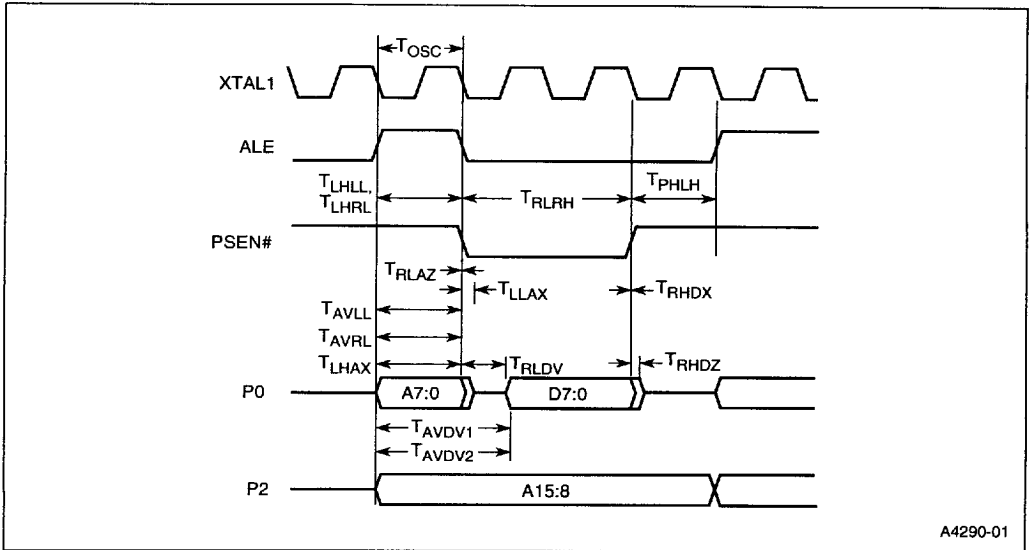 TOSC
XTAL1
ALE
TLHLL,
TLHRL
TRLRH
TPHLH
PSEN#
TRLAZ
TLLAX
TRHDX
TAVLL
TAVRL
TLHAX
TRLDV
TRHDZ
P0
A7:0
D7:0
TAVDV1
TAVDV2
P2
A15:8
A4290-01